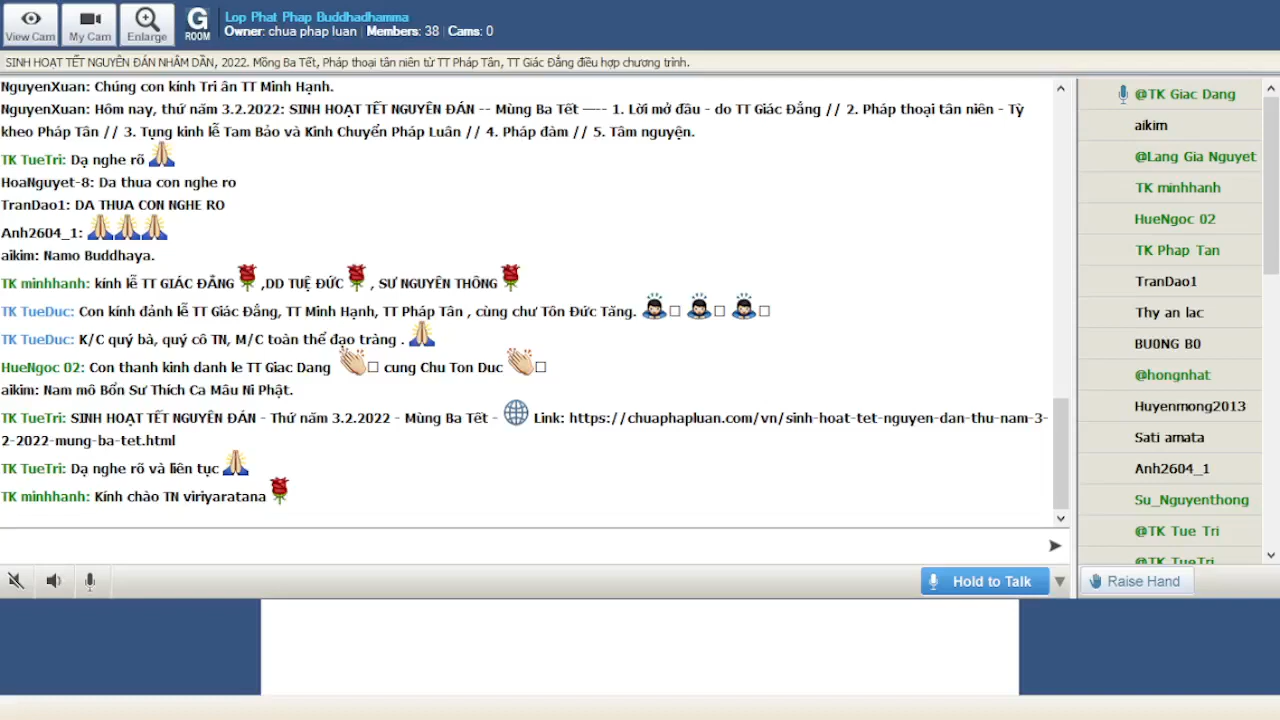 View Cam
My Cam
Enlarge
G
ROOM
Lop Phat Phap Buddhadhamma
Owner: chua phap luan | Members: 38 | Cams: 0
SINH HOẠT TẾT NGUYÊN ĐÁN NHÂM DẦN, 2022. Mồng Ba Tết, Pháp thoại tân niên từ TT Pháp Tân, TT Giác Đẳng điều hợp chương trình.
NguyenXuan: Chúng con kính Tri ân TT Minh Hạnh.
NguyenXuan: Hôm nay, thứ năm 3.2.2022: SINH HOẠT TẾT NGUYÊN ĐÁN -- Mùng Ba Tết —-- 1. Lời mở đầu - do TT Giác Đẳng // 2. Pháp thoại tân niên - Tỳ
kheo Pháp Tân // 3. Tụng kinh lễ Tam Bảo và Kinh Chuyển Pháp Luân // 4. Pháp đàm // 5. Tâm nguyện.
TK TueTri: Dạ nghe rõ 🙏
HoaNguyet-8: Da thua con nghe ro
TranDao1: DA THUA CON NGHE RO
Anh2604_1: 🙏🙏🙏
aikim: Namo Buddhaya.
TK minhhanh: kính lễ TT GIÁC ĐẲNG🌹,DD TUỆ ĐỨC🌹, SƯ NGUYÊN THÔNG🌹
TK TueDuc: Con kính đảnh lễ TT Giác Đẳng, TT Minh Hạnh, TT Pháp Tân , cùng chư Tôn Đức Tăng. 🙇□ 🙇□ 🙇□
TK TueDuc: K/C quý bà, quý cô TN, M/C toàn thể đạo tràng . 🙏
HueNgoc 02: Con thanh kinh danh le TT Giac Dang 👏□ cung Chu Ton Duc 👏□
aikim: Nam mô Bổn Sư Thích Ca Mâu Ni Phật.
TK TueTri: SINH HOẠT TẾT NGUYÊN ĐÁN - Thứ năm 3.2.2022 - Mùng Ba Tết - 🌐 Link: https://chuaphapluan.com/vn/sinh-hoat-tet-nguyen-dan-thu-nam-3-
2-2022-mung-ba-tet.html
TK TueTri: Dạ nghe rõ và liên tục 🙏
TK minhhanh: Kính chào TN viriyaratana 🌹
Hold to Talk
@TK Giac Dang
aikim
@Lang Gia Nguyet
TK minhhanh
HueNgoc 02
TK Phap Tan
TranDao1
Thy an lac
BU0NG B0
@hongnhat
Huyenmong2013
Sati amata
Anh2604_1
Su_Nguyenthong
@TK Tue Tri
@TK TueTri
Raise Hand